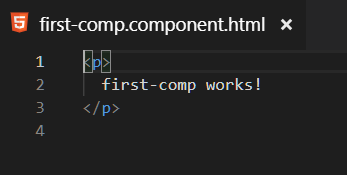 first-comp.component.html ×
1 <p>
2   first-comp works!
3 </p>
4